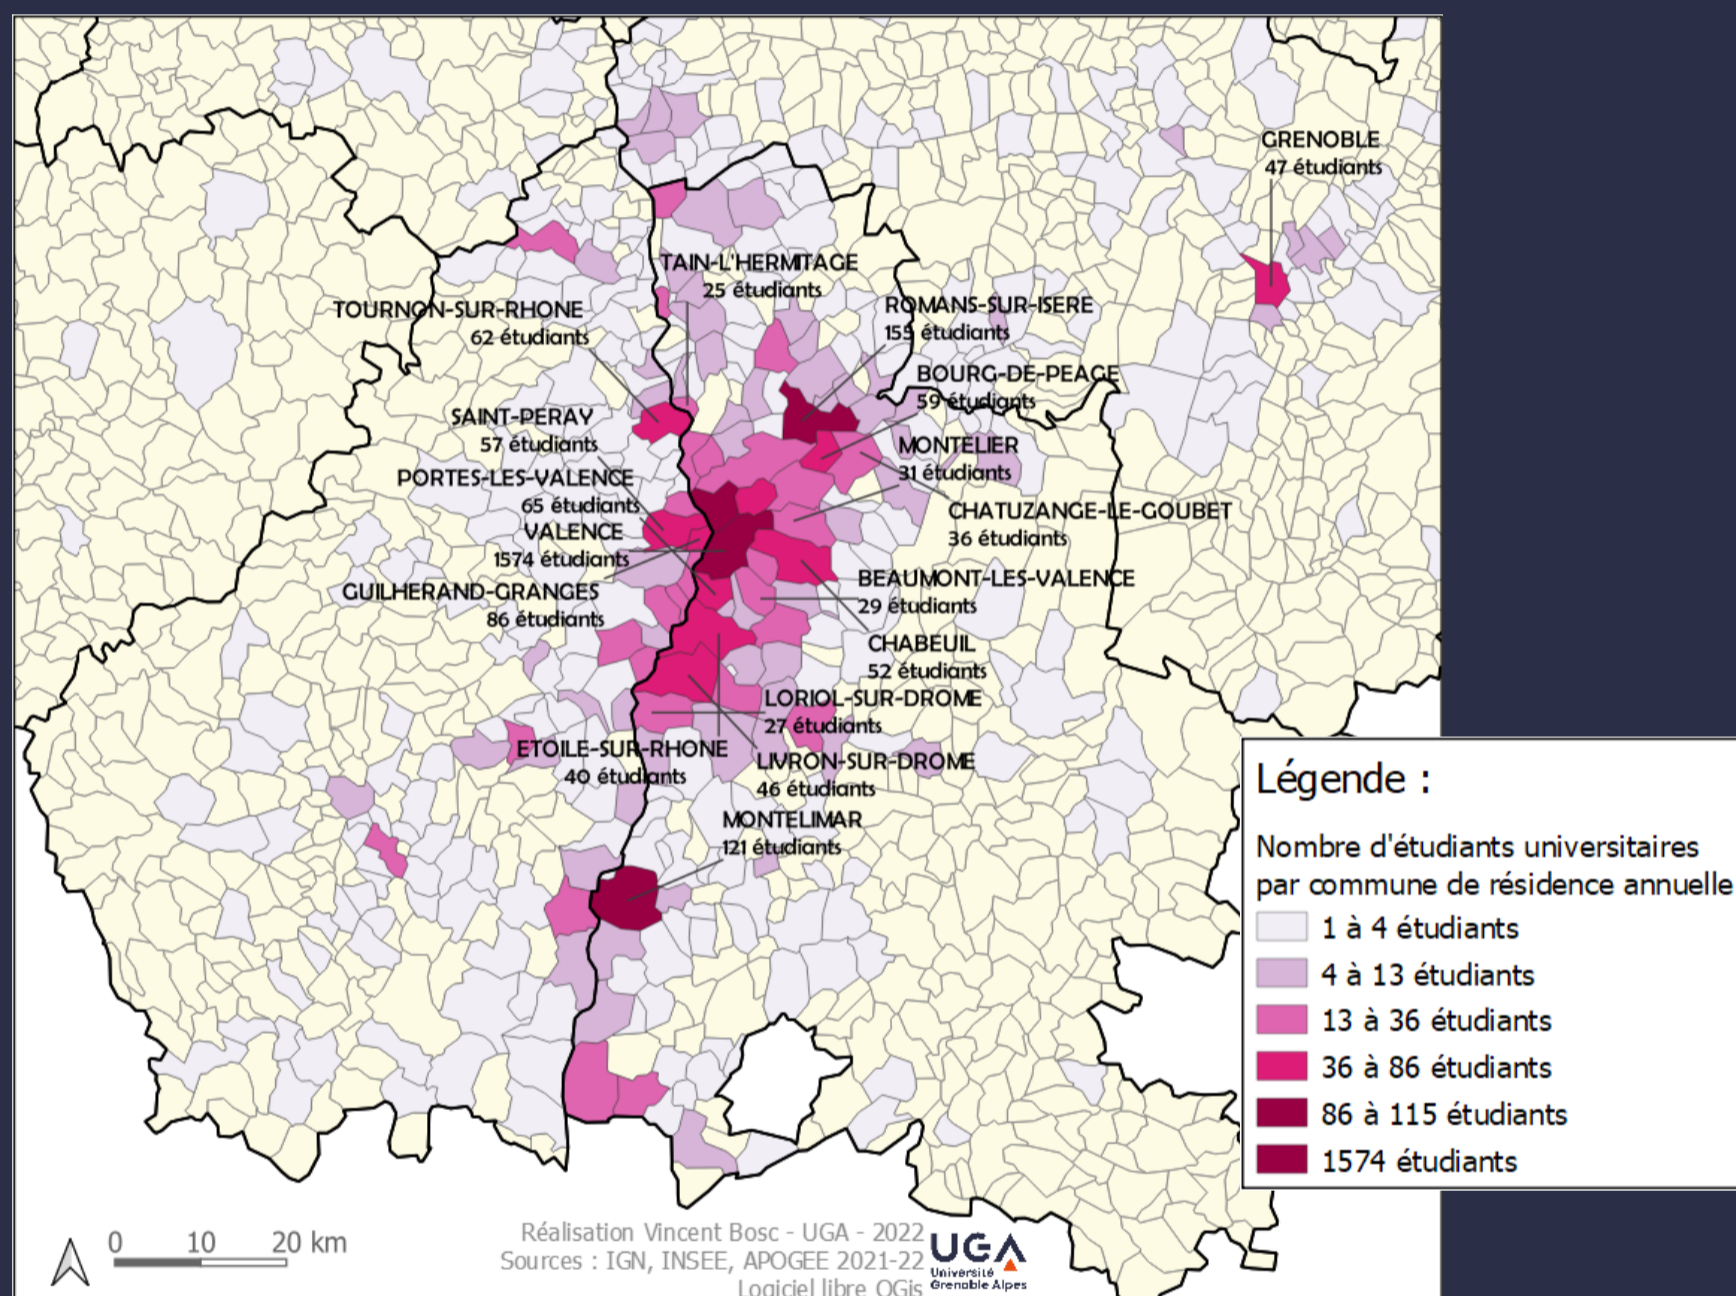 GRENOBLE
47 étudiants
TAIN-L'HERMITAGE
25 étudiants
TOURNON-SUR-RHONE
62 étudiants
ROMANS-SUR-ISERE
155 étudiants
BOURG-DE-PEAGE
59 étudiants
SAINT-PERAY
57 étudiants
MONTELIER
31 étudiants
PORTES-LES-VALENCE
65 étudiants
CHATUZANGE-LE-GOUBET
36 étudiants
VALENCE
1574 étudiants
BEAUMONT-LES-VALENCE
29 étudiants
GUILHERAND-GRANGES
86 étudiants
CHABEUIL
52 étudiants
LORIOL-SUR-DROME
27 étudiants
ETOILE-SUR-RHONE
40 étudiants
LIVRON-SUR-DROME
46 étudiants
MONTELIMAR
121 étudiants
Légende :
Nombre d'étudiants universitaires
par commune de résidence annuelle
1 à 4 étudiants
4 à 13 étudiants
13 à 36 étudiants
36 à 86 étudiants
86 à 115 étudiants
1574 étudiants
0 10 20 km
Réalisation Vincent Bosc - UGA - 2022
Sources : IGN, INSEE, APOGEE 2021-22
Logiciel libre QGis
UGA
Université
Grenoble Alpes